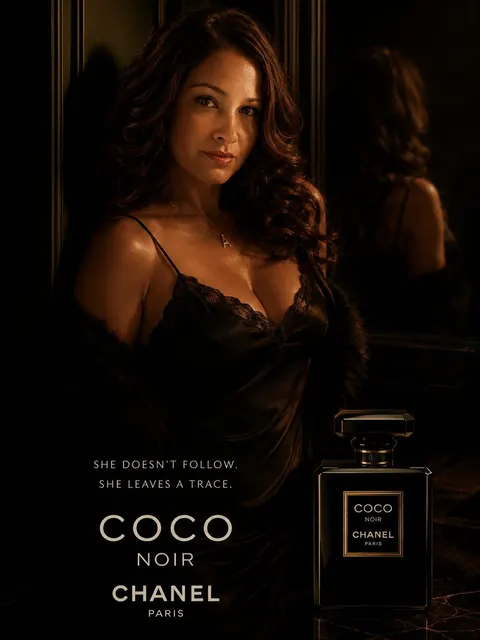 SHE DOESN'T FOLLOW.
SHE LEAVES A TRACE.
COCO
NOIR
CHANEL
PARIS
COCO
NOIR
CHANEL
PARIS